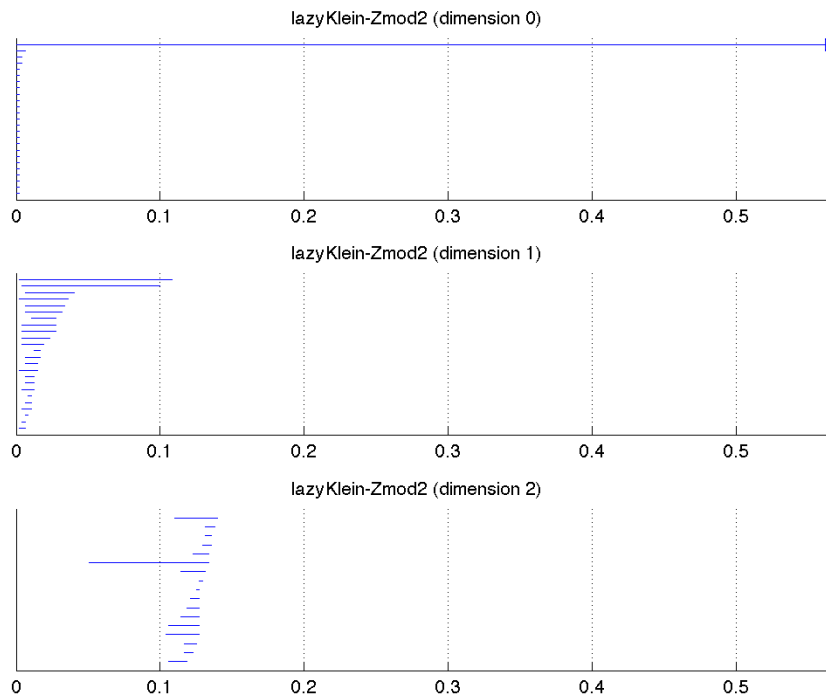 lazyKlein-Zmod2 (dimension 0)
0 0.1 0.2 0.3 0.4 0.5
lazyKlein-Zmod2 (dimension 1)
0 0.1 0.2 0.3 0.4 0.5
lazyKlein-Zmod2 (dimension 2)
0 0.1 0.2 0.3 0.4 0.5